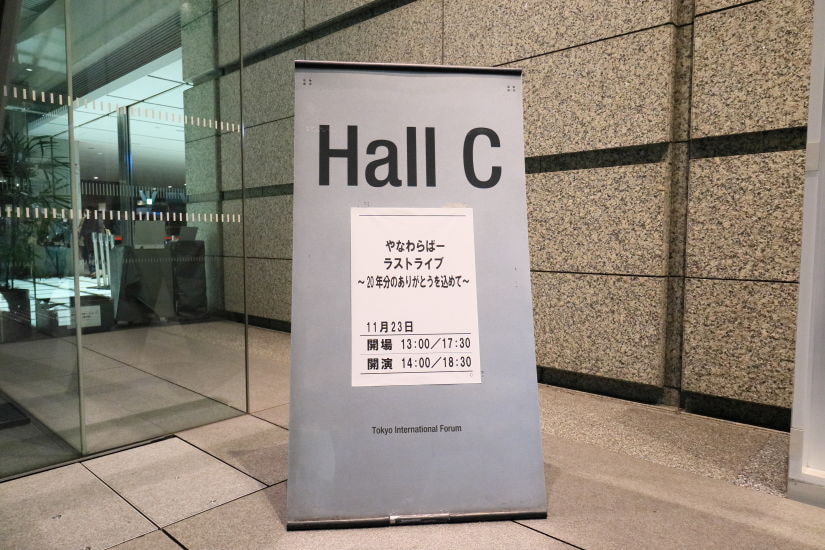 Hall C
やなわらばー
ラストライブ
～20年分のありがとうを込めて～
11月23日
開場 13:00／17:30
開演 14:00／18:30
Tokyo International Forum